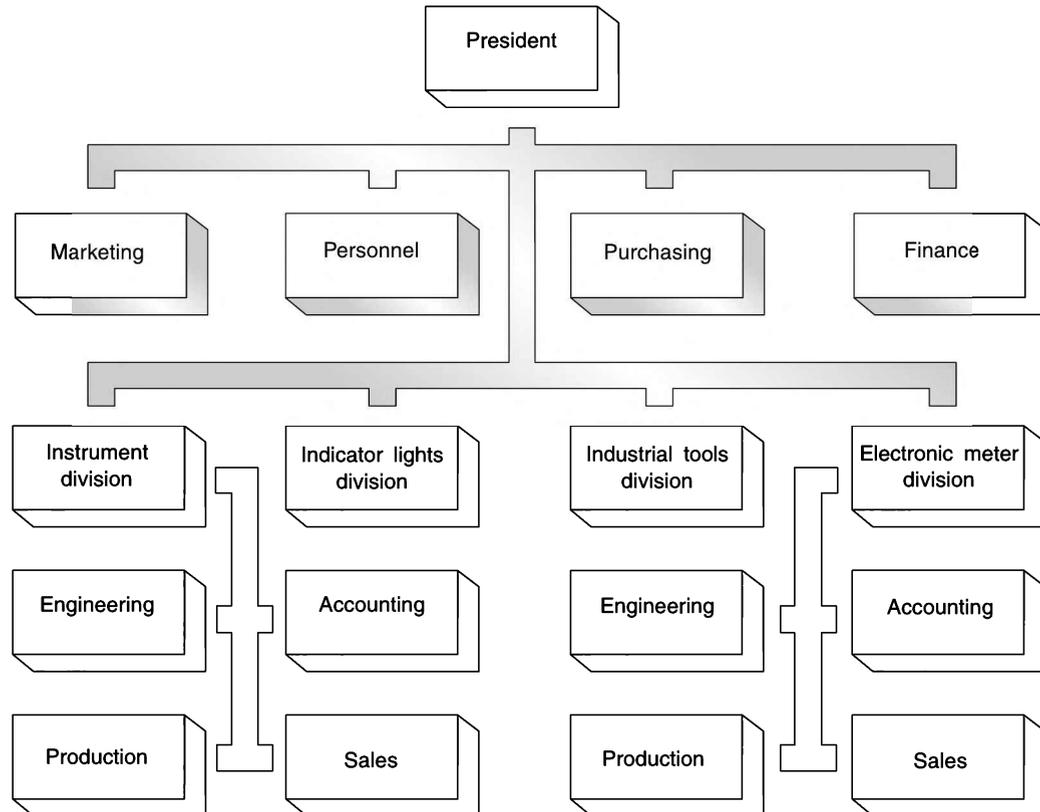 President
Marketing
Personnel
Purchasing
Finance
Instrument
division
Indicator lights
division
Industrial tools
division
Electronic meter
division
Engineering
Accounting
Engineering
Accounting
Production
Sales
Production
Sales